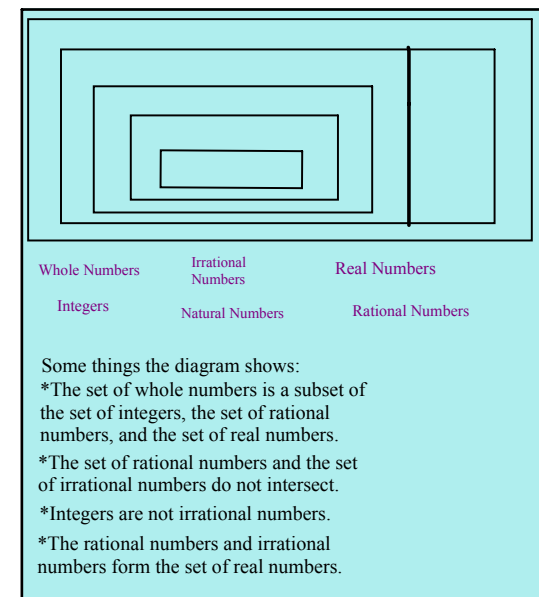 Whole Numbers
Irrational
Numbers
Real Numbers
Integers
Natural Numbers
Rational Numbers
Some things the diagram shows:
*The set of whole numbers is a subset of
the set of integers, the set of rational
numbers, and the set of real numbers.
*The set of rational numbers and the set
of irrational numbers do not intersect.
*Integers are not irrational numbers.
*The rational numbers and irrational
numbers form the set of real numbers.